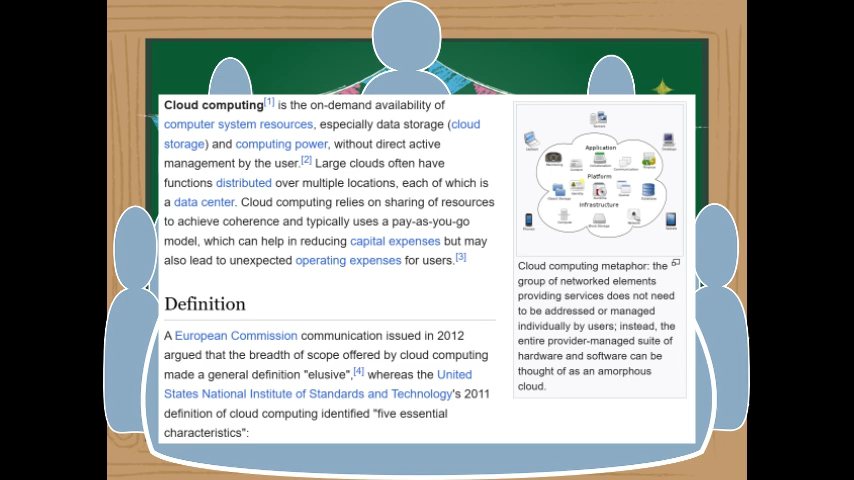 Cloud computing[1] is the on-demand availability of
computer system resources, especially data storage (cloud
storage) and computing power, without direct active
management by the user.[2] Large clouds often have
functions distributed over multiple locations, each of which is
a data center. Cloud computing relies on sharing of resources
to achieve coherence and typically uses a pay-as-you-go
model, which can help in reducing capital expenses but may
also lead to unexpected operating expenses for users.[3]
Definition
A European Commission communication issued in 2012
argued that the breadth of scope offered by cloud computing
made a general definition "elusive",[4] whereas the United
States National Institute of Standards and Technology's 2011
definition of cloud computing identified "five essential
characteristics":
Application
Platform
Infrastructure
Cloud computing metaphor: the
group of networked elements
providing services does not need
to be addressed or managed
individually by users; instead, the
entire provider-managed suite of
hardware and software can be
thought of as an amorphous
cloud.